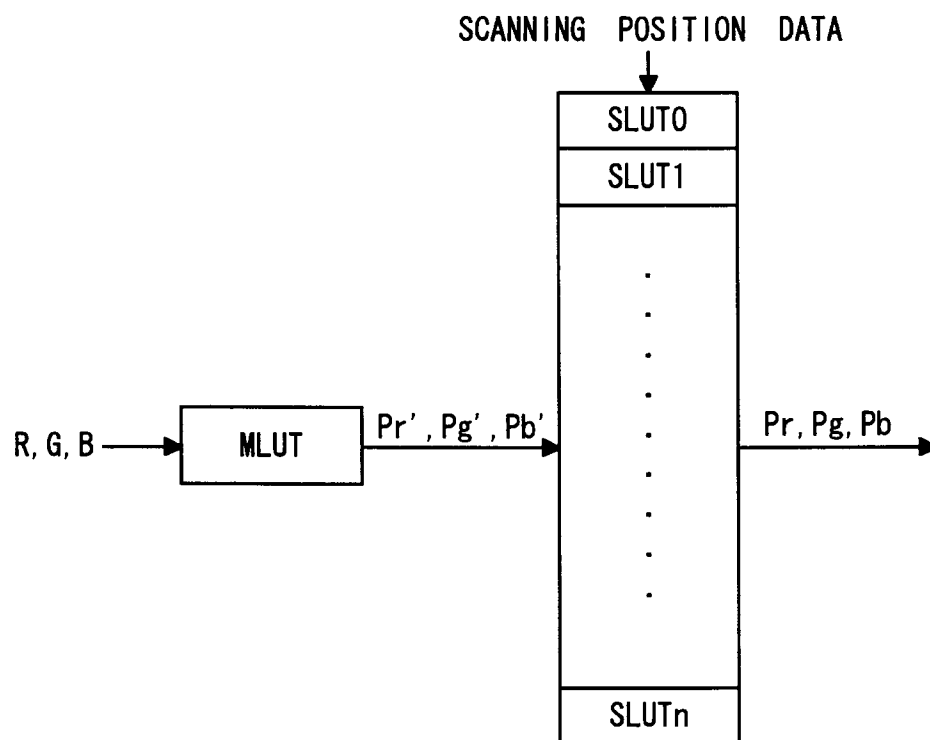 SCANNING POSITION DATA
SLUT0
SLUT1
R, G, B
MLUT
Pr', Pg', Pb'
Pr, Pg, Pb
SLUTn